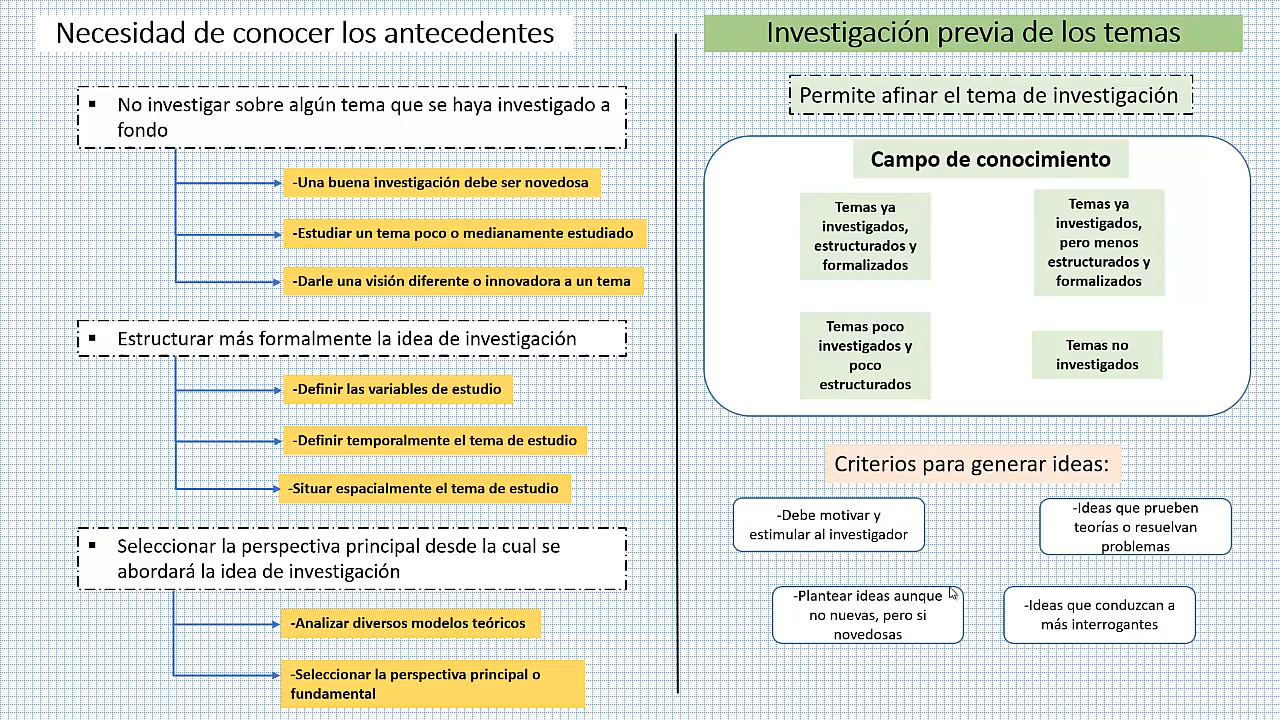 Necesidad de conocer los antecedentes
▪ No investigar sobre algún tema que se haya investigado a
fondo
-Una buena investigación debe ser novedosa
-Estudiar un tema poco o medianamente estudiado
-Darle una visión diferente o innovadora a un tema
▪ Estructurar más formalmente la idea de investigación
-Definir las variables de estudio
-Definir temporalmente el tema de estudio
-Situar espacialmente el tema de estudio
▪ Seleccionar la perspectiva principal desde la cual se
abordará la idea de investigación
-Analizar diversos modelos teóricos
-Seleccionar la perspectiva principal o
fundamental
Investigación previa de los temas
Permite afinar el tema de investigación
Campo de conocimiento
Temas ya
investigados,
estructurados y
formalizados
Temas ya
investigados,
pero menos
estructurados y
formalizados
Temas poco
investigados y
poco
estructurados
Temas no
investigados
Criterios para generar ideas:
-Debe motivar y
estimular al investigador
-Ideas que prueben
teorías o resuelvan
problemas
-Plantear ideas aunque
no nuevas, pero si
novedosas
-Ideas que conduzcan a
más interrogantes